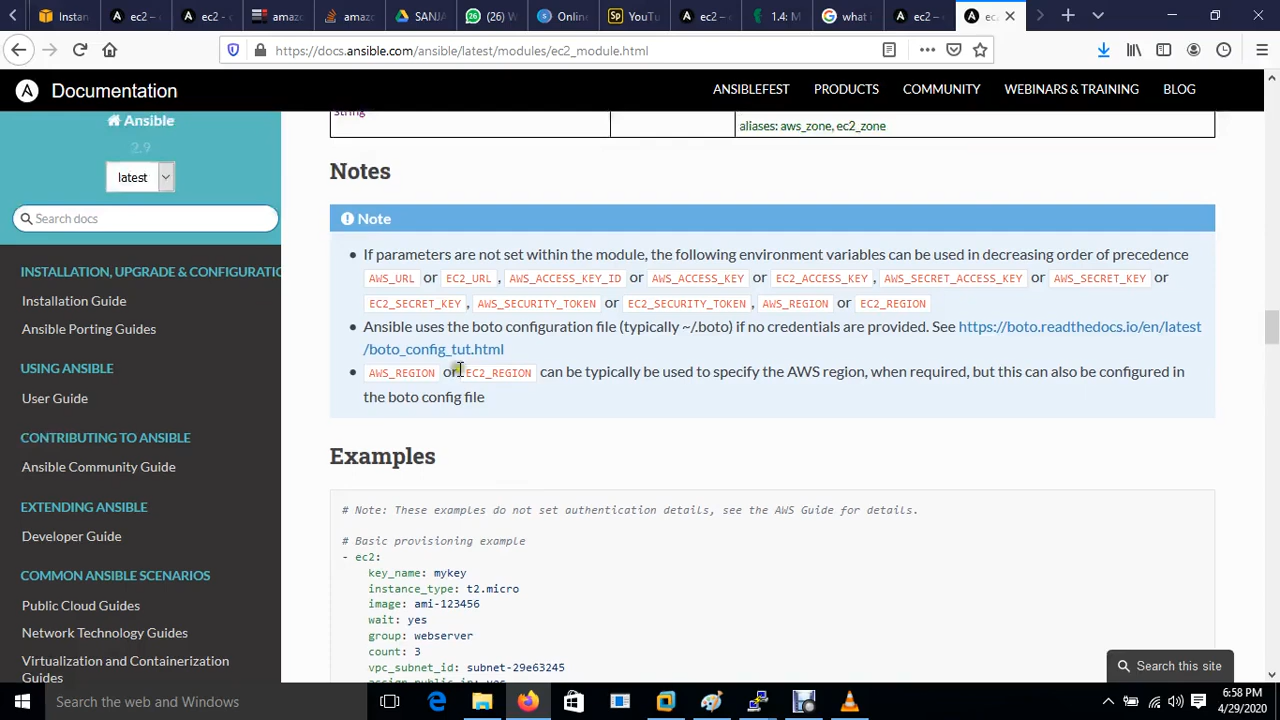 Instan
ec2 –
ec2 - c
amazo
amazo
SANJA
(26) W
Online
YouTu
ec2 –
1.4: M
what i
ec2 –
ec2
https://docs.ansible.com/ansible/latest/modules/ec2_module.html
Documentation
ANSIBLEFEST PRODUCTS COMMUNITY WEBINARS & TRAINING BLOG
Ansible
2.9
latest
Search docs
INSTALLATION, UPGRADE & CONFIGURATIO
Installation Guide
Ansible Porting Guides
USING ANSIBLE
User Guide
CONTRIBUTING TO ANSIBLE
Ansible Community Guide
EXTENDING ANSIBLE
Developer Guide
COMMON ANSIBLE SCENARIOS
Public Cloud Guides
Network Technology Guides
Virtualization and Containerization
Guides
string
aliases: aws_zone, ec2_zone
Notes
Note
If parameters are not set within the module, the following environment variables can be used in decreasing order of precedence
AWS_URL or EC2_URL , AWS_ACCESS_KEY_ID or AWS_ACCESS_KEY or EC2_ACCESS_KEY , AWS_SECRET_ACCESS_KEY or AWS_SECRET_KEY or
EC2_SECRET_KEY , AWS_SECURITY_TOKEN or EC2_SECURITY_TOKEN , AWS_REGION or EC2_REGION
Ansible uses the boto configuration file (typically ~/.boto) if no credentials are provided. See https://boto.readthedocs.io/en/latest
/boto_config_tut.html
AWS_REGION or EC2_REGION can be typically be used to specify the AWS region, when required, but this can also be configured in
the boto config file
Examples
# Note: These examples do not set authentication details, see the AWS Guide for details.
# Basic provisioning example
- ec2:
key_name: mykey
instance_type: t2.micro
image: ami-123456
wait: yes
group: webserver
count: 3
vpc_subnet_id: subnet-29e63245
assign_public_ip: yes
Search this site
Search the web and Windows
6:58 PM
4/29/2020